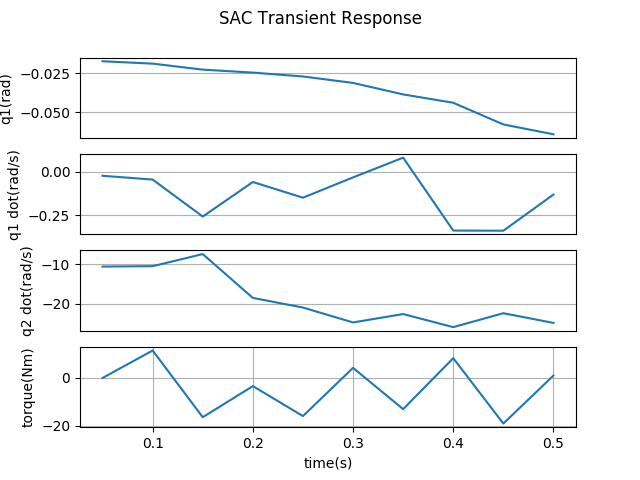 SAC Transient Response
−0.025
−0.050
q1(rad)
0.00
−0.25
q1 dot(rad/s)
−10
−20
q2 dot(rad/s)
0
−20
torque(Nm)
0.1 0.2 0.3 0.4 0.5
time(s)